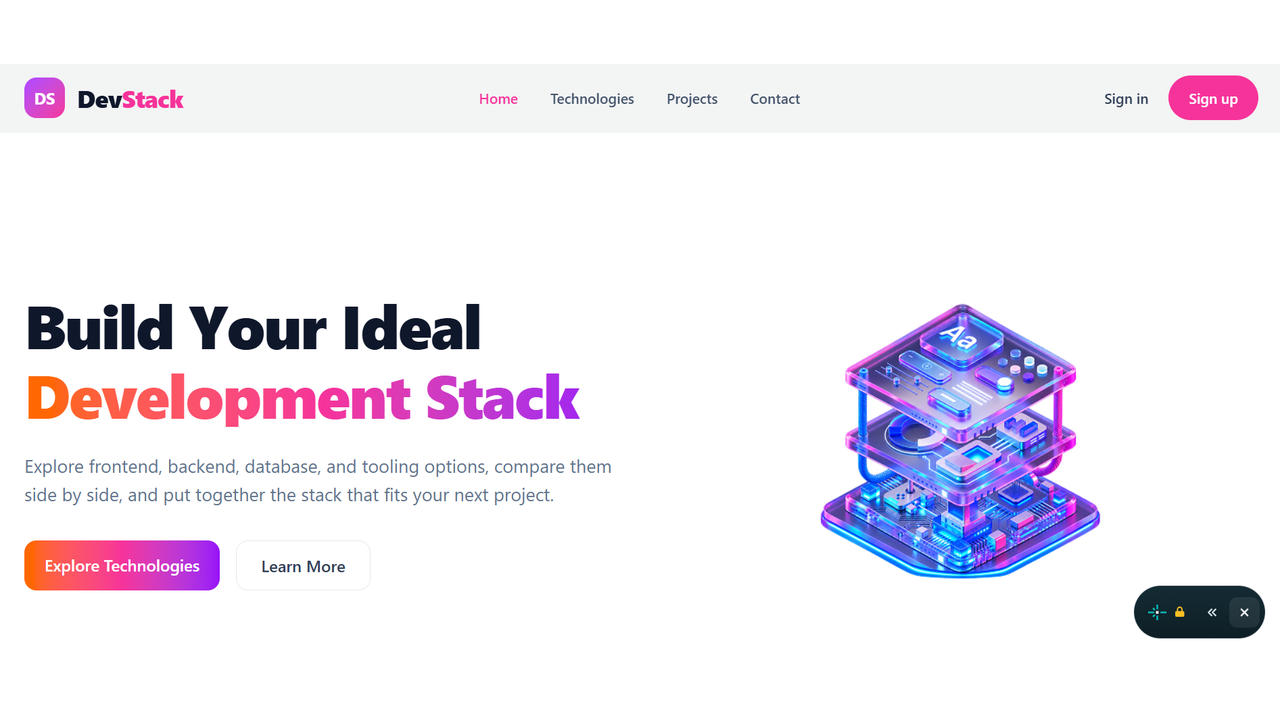 DS DevStack Home Technologies Projects Contact Sign in Sign up
Build Your Ideal
Development Stack
Aa
Explore frontend, backend, database, and tooling options, compare them
side by side, and put together the stack that fits your next project.
Explore Technologies Learn More